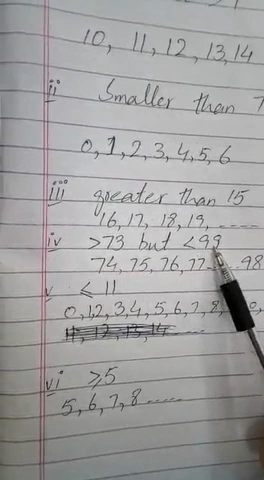 10, 11, 12, 13, 14
ii Smaller than 7
0, 1, 2, 3, 4, 5, 6
iii greater than 15
16, 17, 18, 19, ......
iv >73 but <99
74, 75, 76, 77......98
v ≤ 11
0, 1, 2, 3, 4, 5, 6, 7, 8,
vi ≥ 5
5, 6, 7, 8 ......